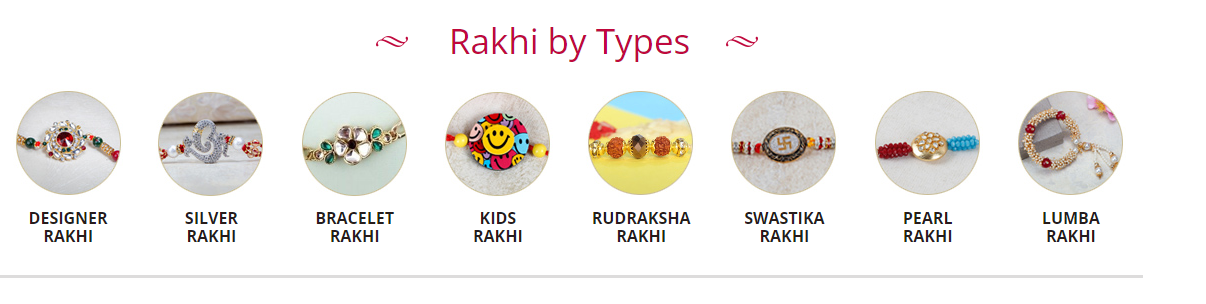 Rakhi by Types
DESIGNER
RAKHI
SILVER
RAKHI
BRACELET
RAKHI
KIDS
RAKHI
RUDRAKSHA
RAKHI
SWASTIKA
RAKHI
PEARL
RAKHI
LUMBA
RAKHI